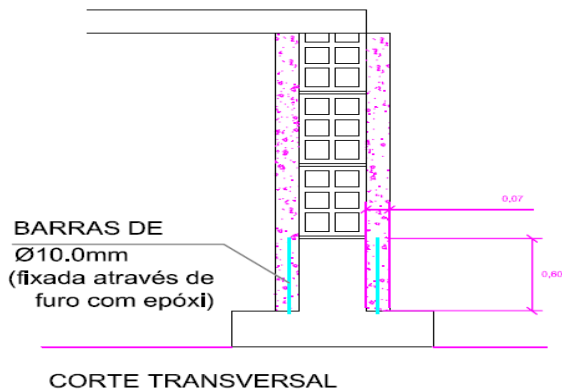 0,07
BARRAS DE
Ø10.0mm
(fixada através de
furo com epóxi)
0,60
CORTE TRANSVERSAL